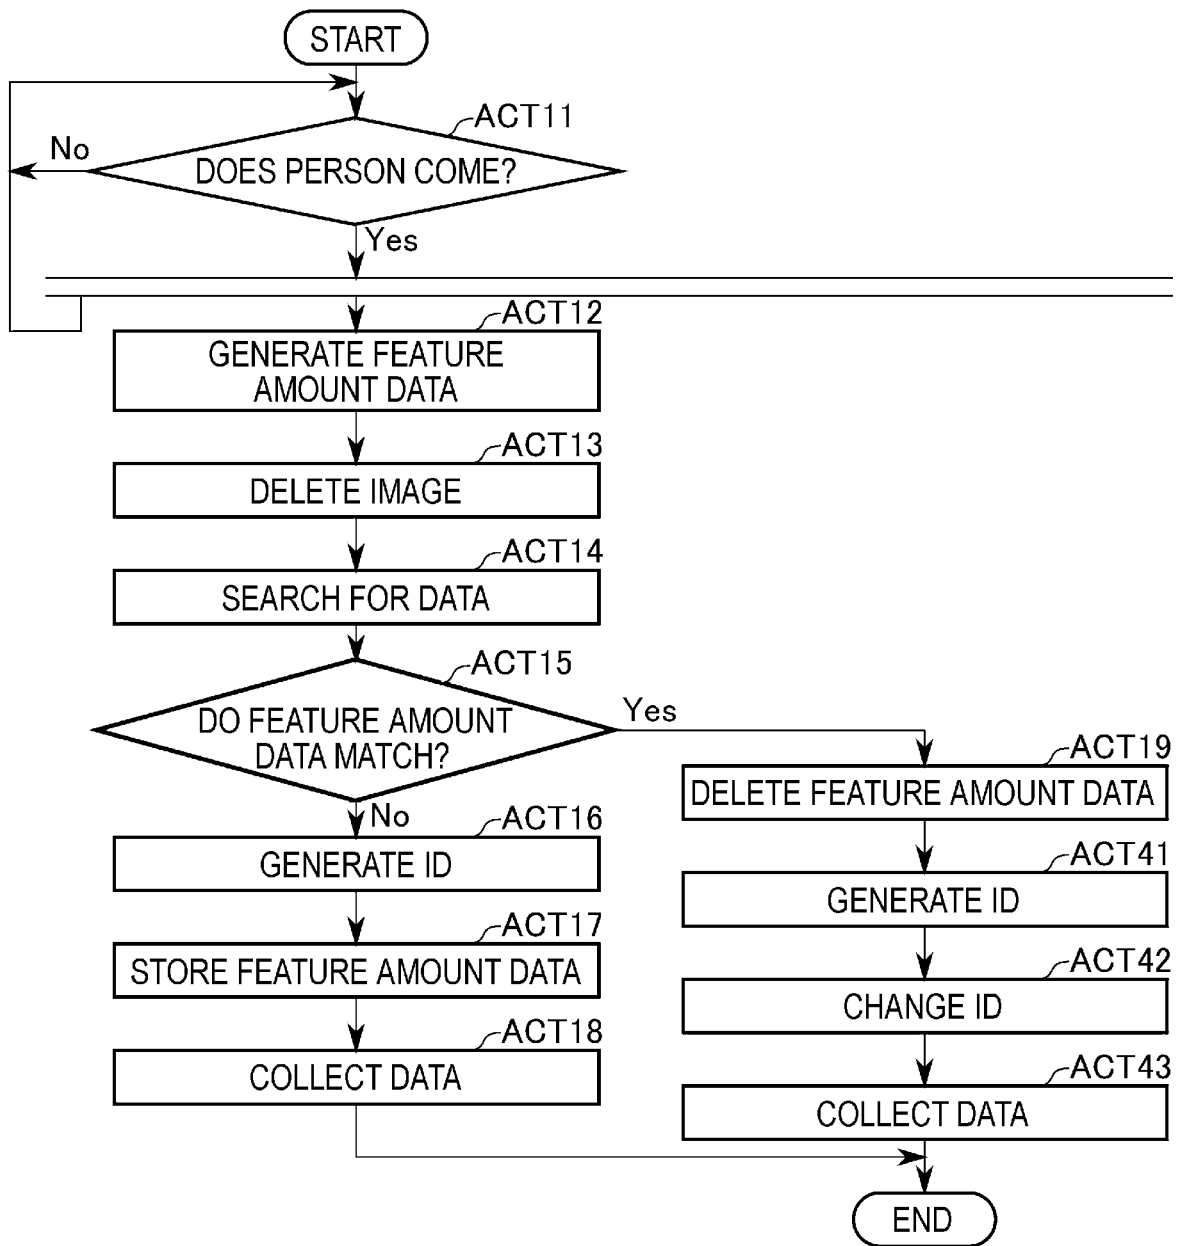 START
ACT11
No
DOES PERSON COME?
Yes
ACT12
GENERATE FEATURE
AMOUNT DATA
ACT13
DELETE IMAGE
ACT14
SEARCH FOR DATA
ACT15
DO FEATURE AMOUNT
DATA MATCH?
Yes
No
ACT16
GENERATE ID
ACT17
STORE FEATURE AMOUNT DATA
ACT18
COLLECT DATA
ACT19
DELETE FEATURE AMOUNT DATA
ACT41
GENERATE ID
ACT42
CHANGE ID
ACT43
COLLECT DATA
END